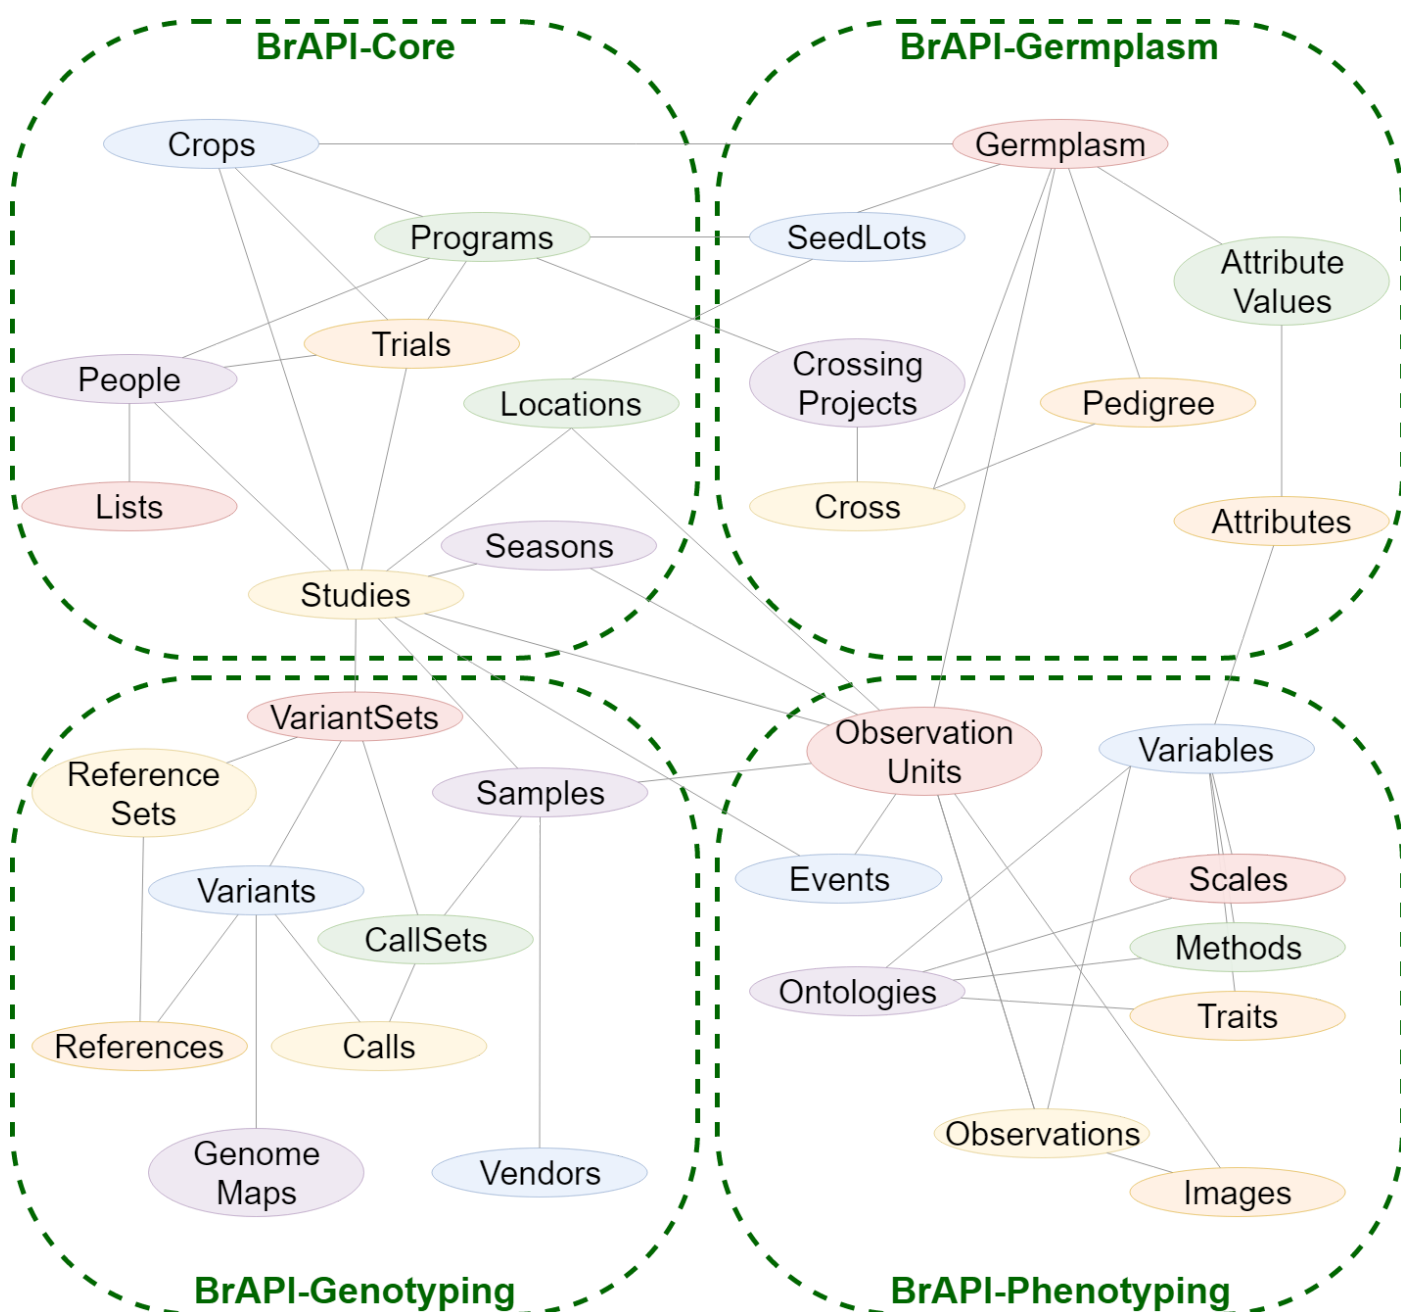 BrAPI-Core
Crops
Programs
Trials
People
Locations
Lists
Seasons
Studies
BrAPI-Germplasm
Germplasm
SeedLots
Attribute
Values
Crossing
Projects
Pedigree
Cross
Attributes
VariantSets
Reference
Sets
Samples
Variants
CallSets
References
Calls
Genome
Maps
Vendors
BrAPI-Genotyping
Observation
Units
Variables
Events
Scales
Methods
Ontologies
Traits
Observations
Images
BrAPI-Phenotyping